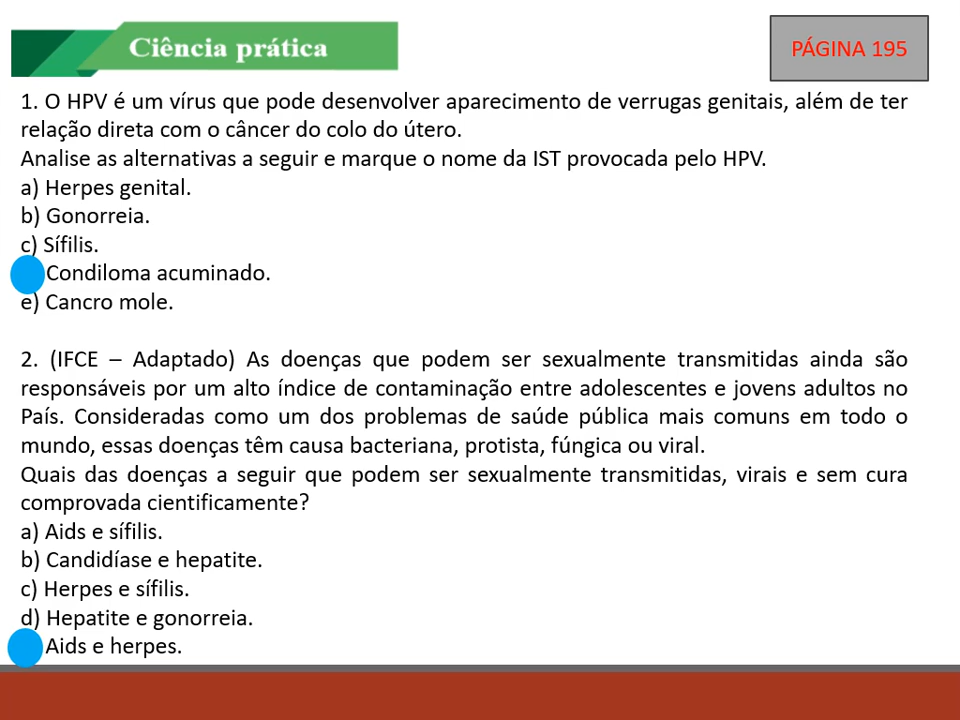 Ciência prática
PÁGINA 195
1. O HPV é um vírus que pode desenvolver aparecimento de verrugas genitais, além de ter
relação direta com o câncer do colo do útero.
Analise as alternativas a seguir e marque o nome da IST provocada pelo HPV.
a) Herpes genital.
b) Gonorreia.
c) Sífilis.
Condiloma acuminado.
e) Cancro mole.
2. (IFCE – Adaptado) As doenças que podem ser sexualmente transmitidas ainda são
responsáveis por um alto índice de contaminação entre adolescentes e jovens adultos no
País. Consideradas como um dos problemas de saúde pública mais comuns em todo o
mundo, essas doenças têm causa bacteriana, protista, fúngica ou viral.
Quais das doenças a seguir que podem ser sexualmente transmitidas, virais e sem cura
comprovada cientificamente?
a) Aids e sífilis.
b) Candidíase e hepatite.
c) Herpes e sífilis.
d) Hepatite e gonorreia.
Aids e herpes.